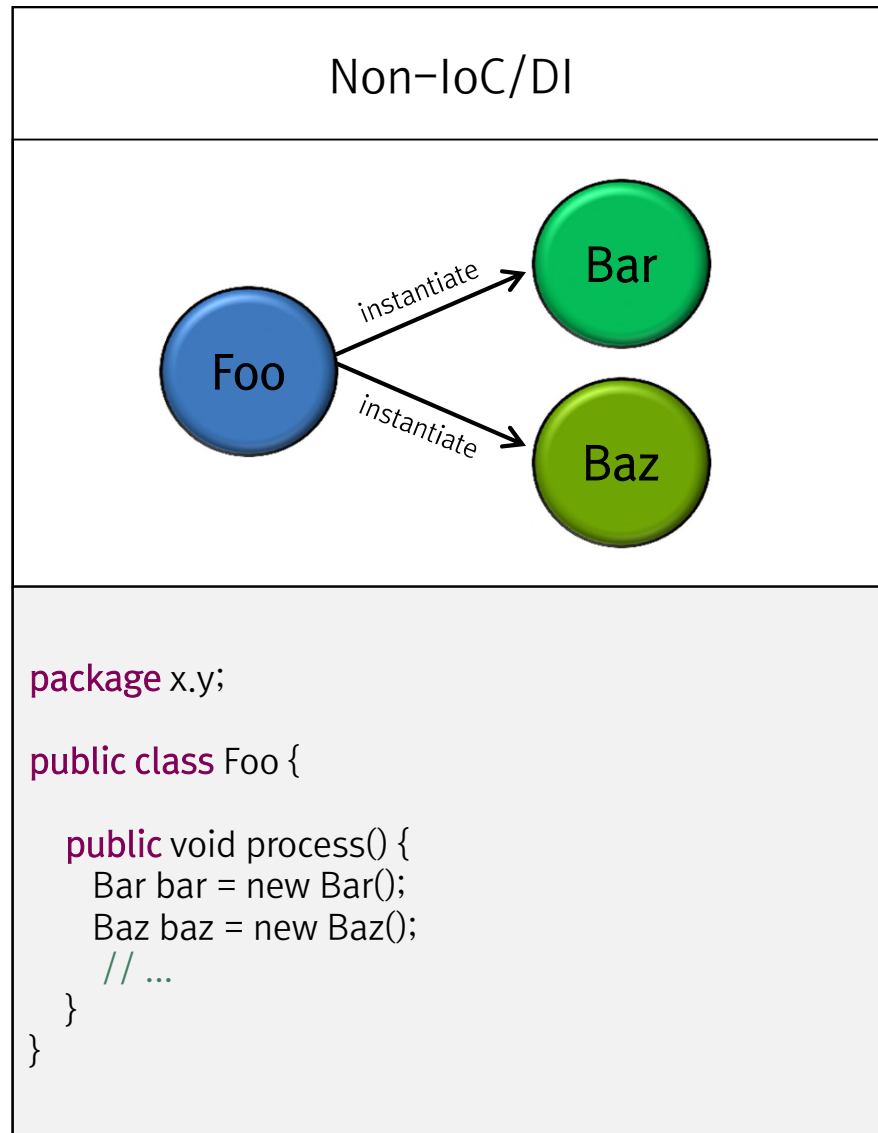 Non-IoC/DI
instantiate
Bar
Foo
instantiate
Baz
package x.y;
public class Foo {
public void process() {
Bar bar = new Bar();
Baz baz = new Baz();
// ...
}
}